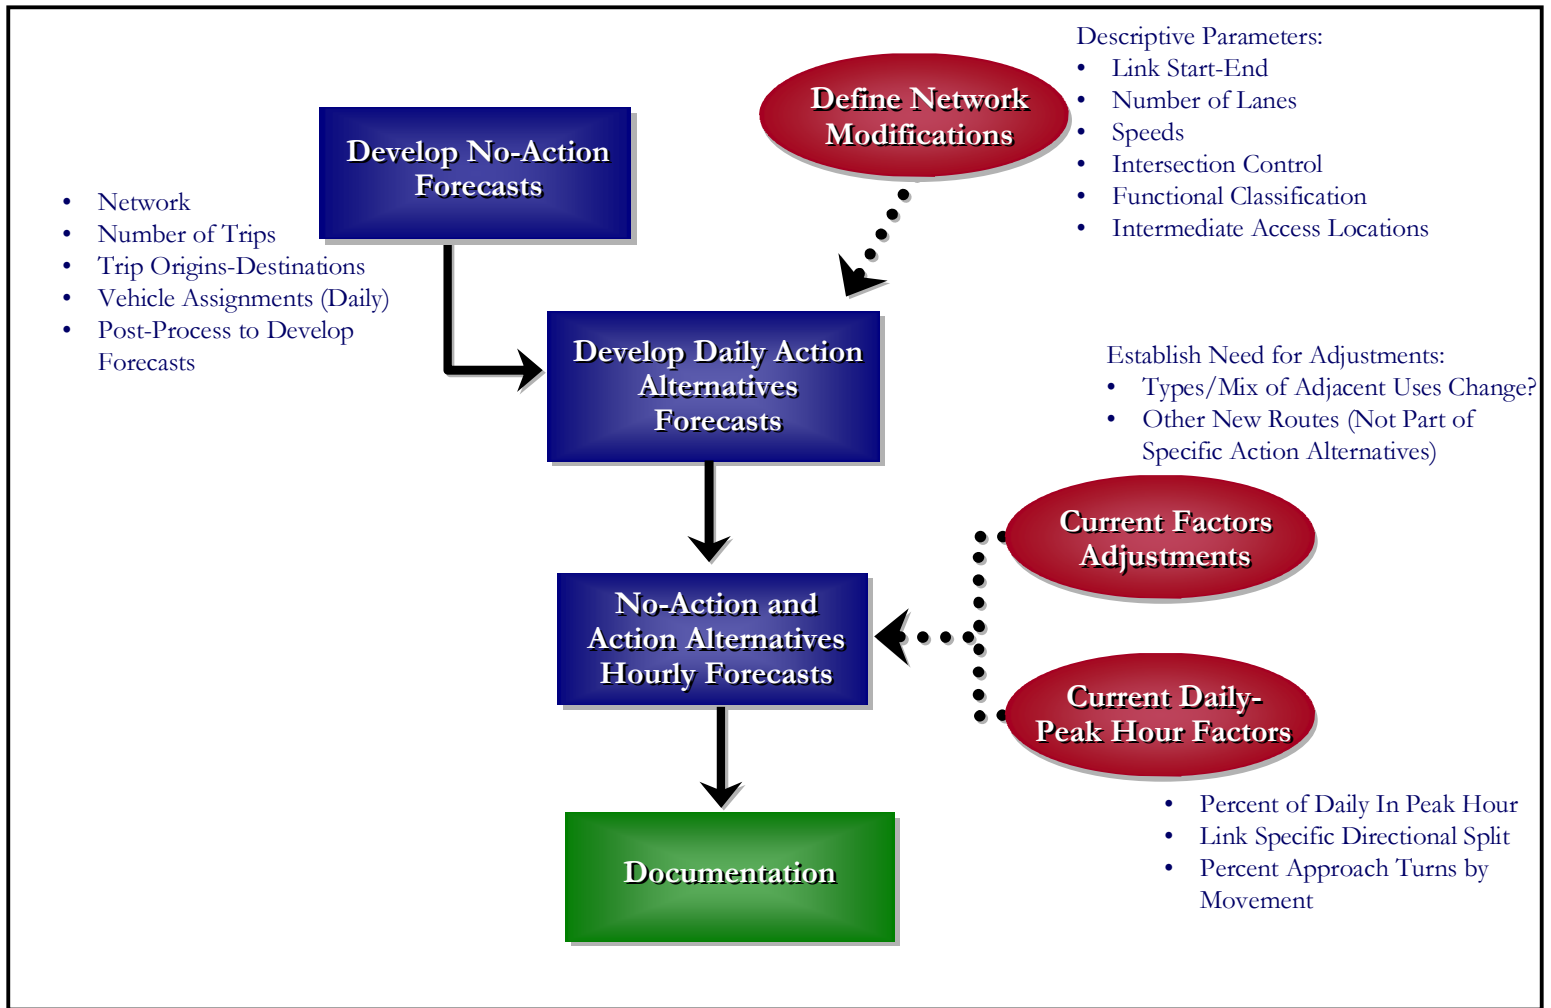 Descriptive Parameters:
• Link Start-End
• Number of Lanes
• Speeds
• Intersection Control
• Functional Classification
• Intermediate Access Locations
Define Network
Modifications
Develop No-Action
Forecasts
• Network
• Number of Trips
• Trip Origins-Destinations
• Vehicle Assignments (Daily)
• Post-Process to Develop
Forecasts
Develop Daily Action
Alternatives
Forecasts
Establish Need for Adjustments:
• Types/Mix of Adjacent Uses Change?
• Other New Routes (Not Part of
Specific Action Alternatives)
Current Factors
Adjustments
No-Action and
Action Alternatives
Hourly Forecasts
Current Daily-
Peak Hour Factors
• Percent of Daily In Peak Hour
• Link Specific Directional Split
• Percent Approach Turns by
Movement
Documentation